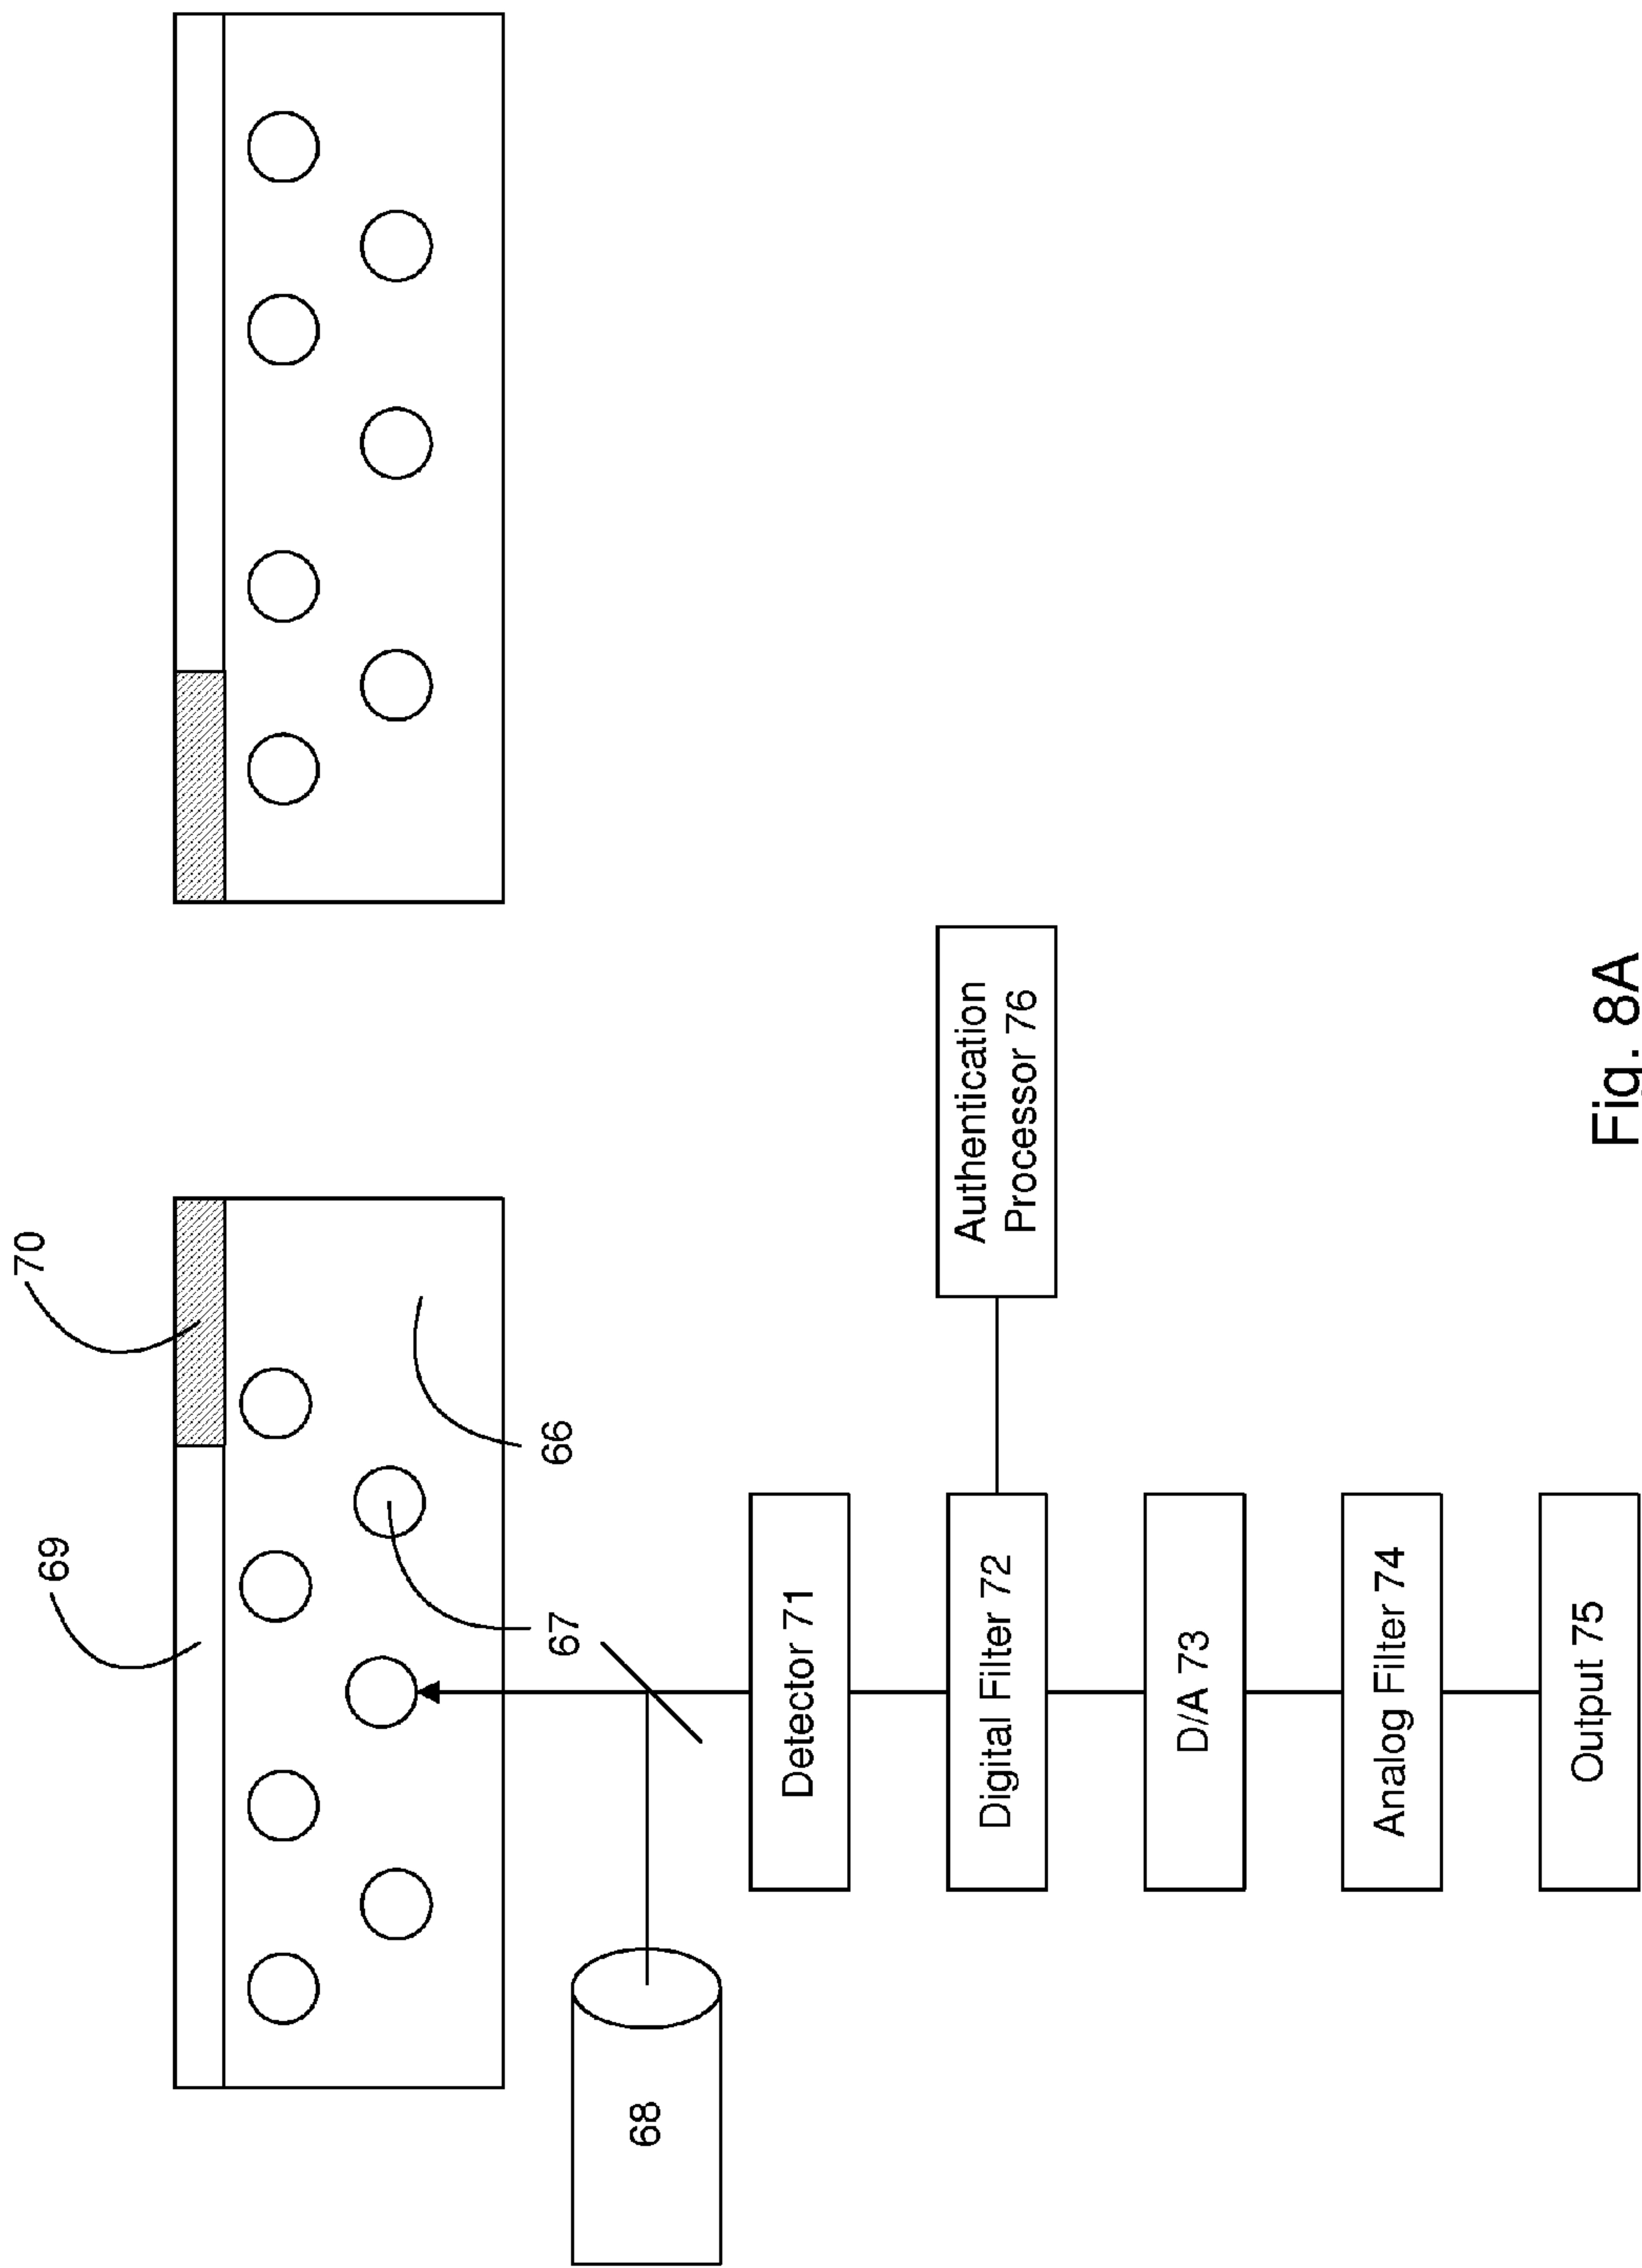 70
69
66
67
68
Detector 71
Digital Filter 72
Authentication
Processor 76
D/A 73
Analog Filter 74
Output 75
Fig. 8A